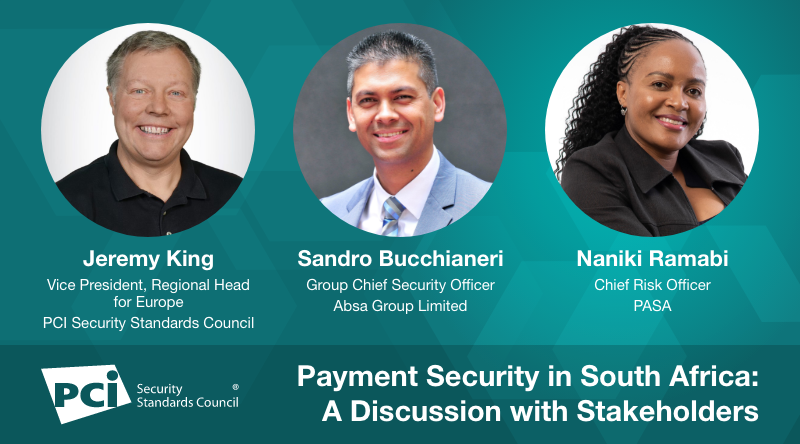 Jeremy King
Vice President, Regional Head
for Europe
PCI Security Standards Council
Sandro Bucchianeri
Group Chief Security Officer
Absa Group Limited
Naniki Ramabi
Chief Risk Officer
PASA
PCi
Security ®
Standards Council
Payment Security in South Africa:
A Discussion with Stakeholders